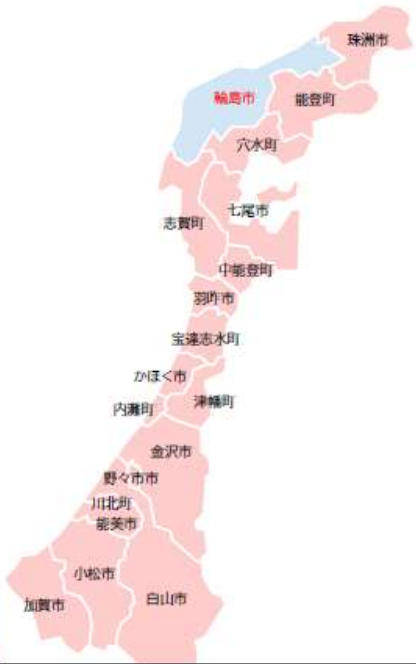 珠洲市
輪島市
能登町
穴水町
七尾市
志賀町
中能登町
羽咋市
宝達志水町
かほく市
津幡町
内灘町
金沢市
野々市市
川北町
能美市
小松市
白山市
加賀市